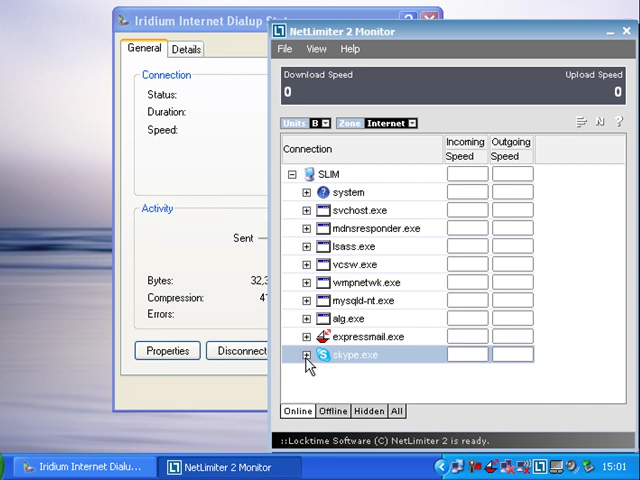 Iridium Internet Dialup Sta
General
Details
Connection
Status:
Duration:
Speed:
Activity
Sent
Bytes: 32,3
Compression: 4
Errors:
Properties
Disconnect
NetLimiter 2 Monitor
File View Help
Download Speed Upload Speed
0 0
Units B Zone Internet
N ?
Connection
Incoming Speed
Outgoing Speed
SLIM
system
svchost.exe
mdnsresponder.exe
lsass.exe
vcsw.exe
wmpnetwk.exe
mysqld-nt.exe
alg.exe
expressmail.exe
skype.exe
Online Offline Hidden All
::Locktime Software (C) NetLimiter 2 is ready.
Iridium Internet Dialu... NetLimiter 2 Monitor 15:01